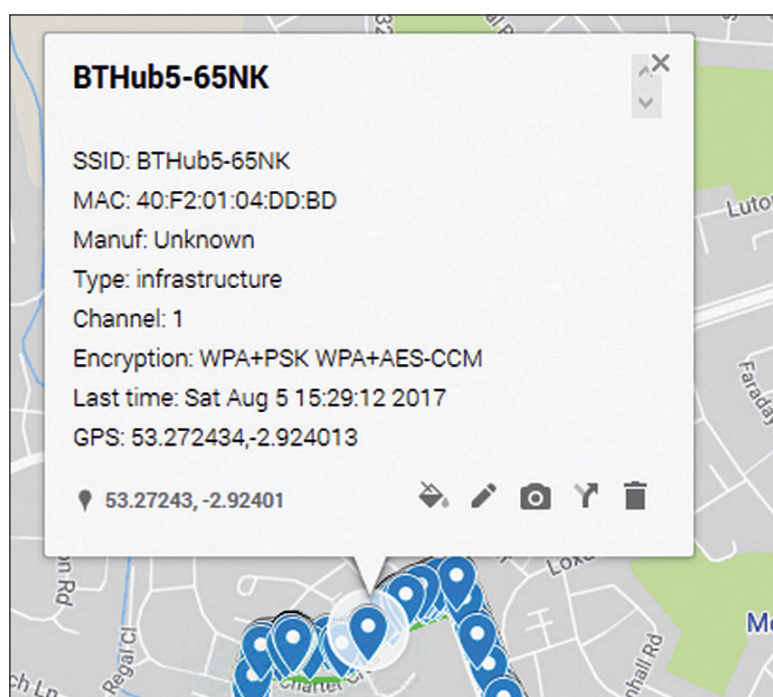 BTHub5-65NK
SSID: BTHub5-65NK
MAC: 40:F2:01:04:DD:BD
Manuf: Unknown
Type: infrastructure
Channel: 1
Encryption: WPA+PSK WPA+AES-CCM
Last time: Sat Aug 5 15:29:12 2017
GPS: 53.272434,-2.924013
53.27243, -2.92401
Faraday
Regal Cl